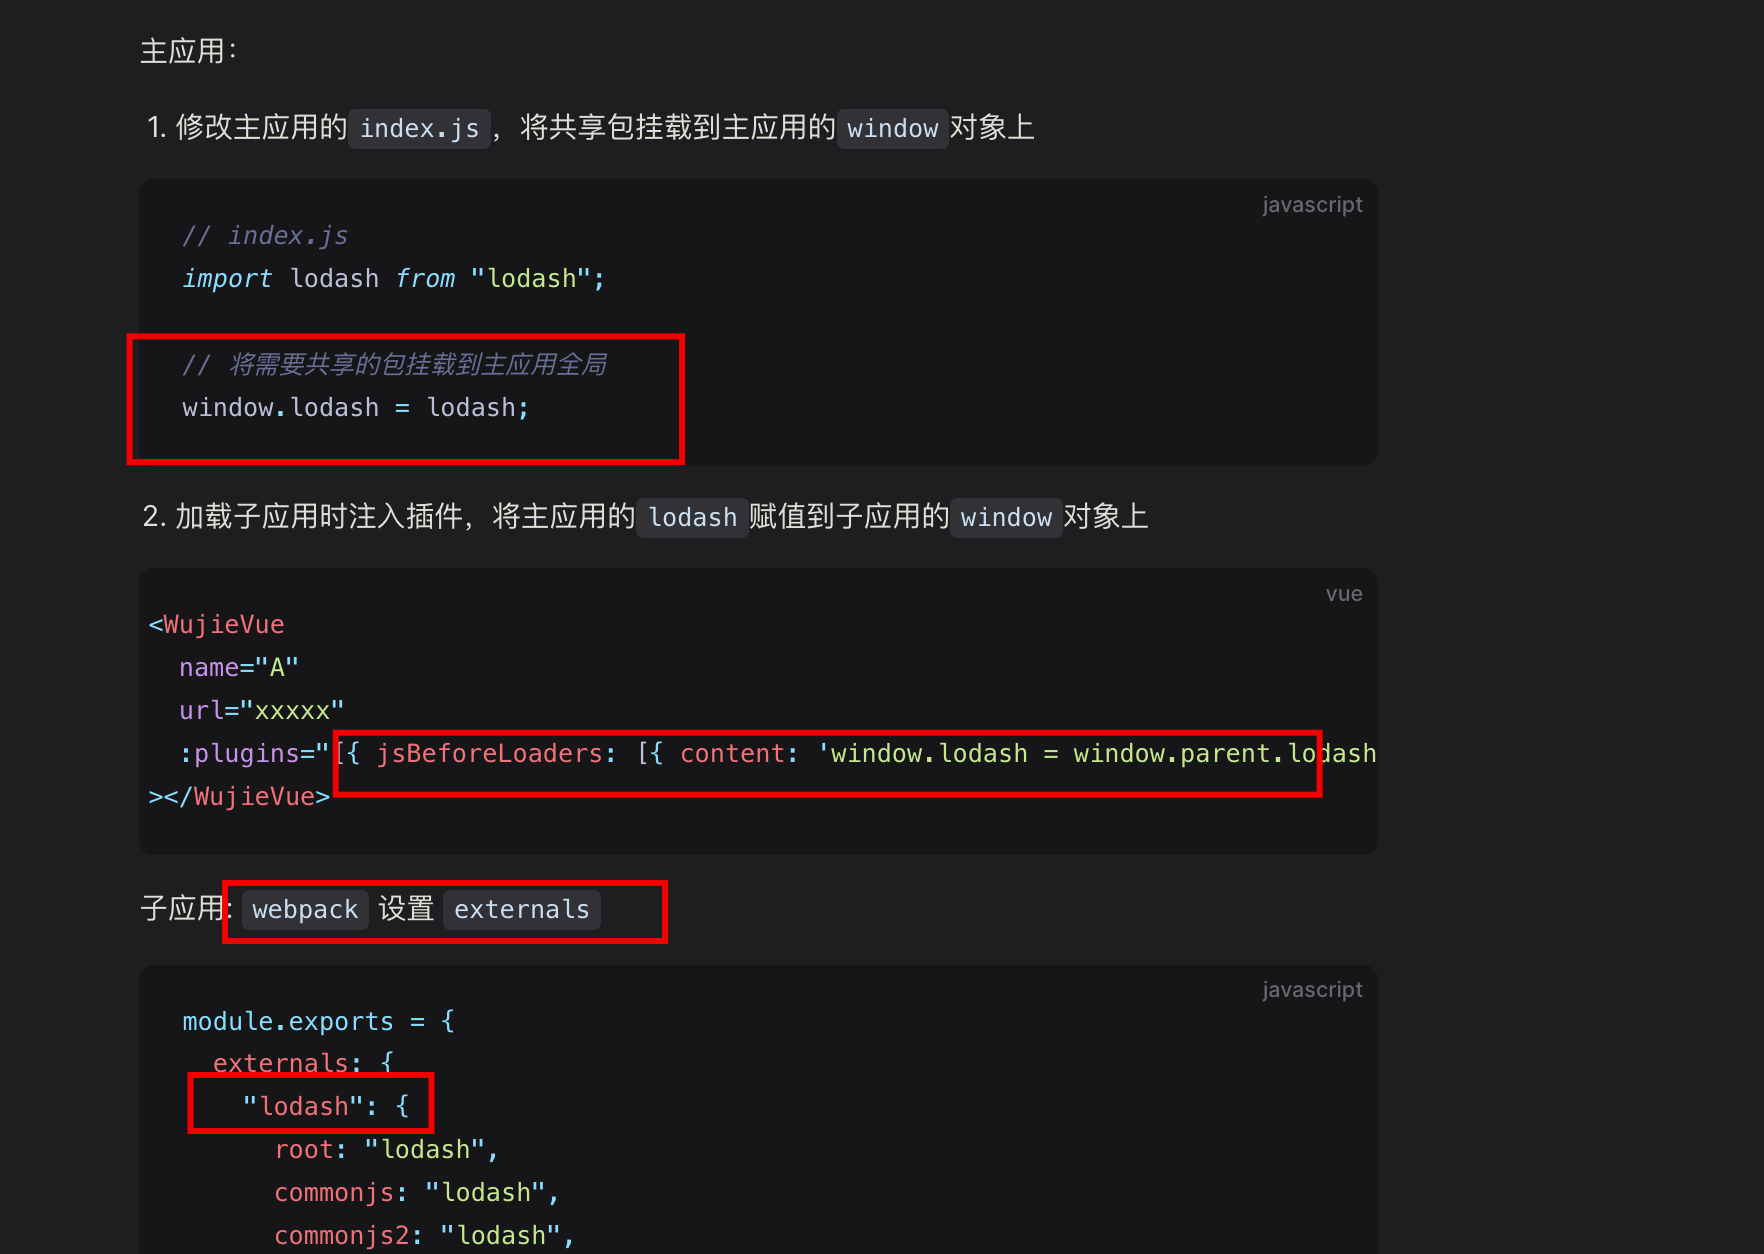 主应用：
1. 修改主应用的 index.js，将共享包挂载到主应用的 window 对象上
javascript
// index.js
import lodash from "lodash";
// 将需要共享的包挂载到主应用全局
window.lodash = lodash;
2. 加载子应用时注入插件，将主应用的 lodash 赋值到子应用的 window 对象上
vue
<WujieVue
name="A"
url="xxxxx"
:plugins="[{ jsBeforeLoaders: [{ content: 'window.lodash = window.parent.lodash
></WujieVue>
子应用: webpack 设置 externals
javascript
module.exports = {
externals: {
"lodash": {
root: "lodash",
commonjs: "lodash",
commonjs2: "lodash",